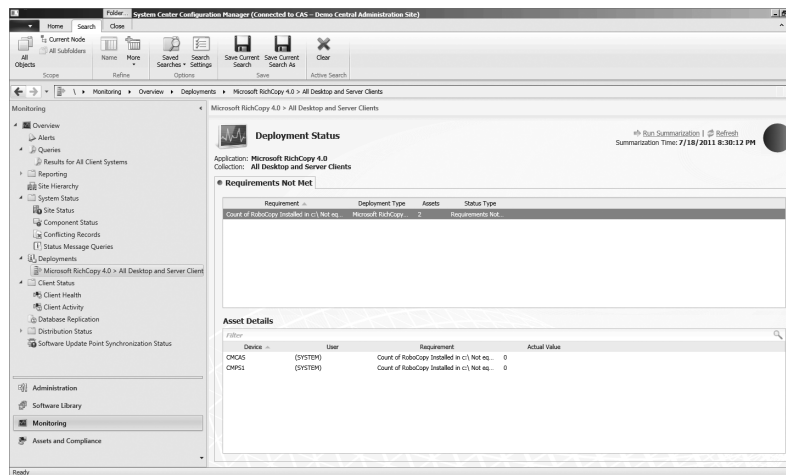 Folder...
System Center Configuration Manager (Connected to CAS – Demo Central Administration Site)
Home Search Close
Current Node
All Subfolders
All Objects
Name
More
Saved Searches
Search Settings
Save Current Search
Save Current Search As
Clear
Scope Refine Options Save Active Search
\ Monitoring Overview Deployments Microsoft RichCopy 4.0 > All Desktop and Server Clients
Monitoring
Overview
Alerts
Queries
Results for All Client Systems
Reporting
Site Hierarchy
System Status
Site Status
Component Status
Conflicting Records
Status Message Queries
Deployments
Microsoft RichCopy 4.0 > All Desktop and Server Client
Client Status
Client Health
Client Activity
Database Replication
Distribution Status
Software Update Point Synchronization Status
Administration
Software Library
Monitoring
Assets and Compliance
Microsoft RichCopy 4.0 > All Desktop and Server Clients
Deployment Status
Run Summarization | Refresh
Summarization Time: 7/18/2011 8:30:12 PM
Application: Microsoft RichCopy 4.0
Collection: All Desktop and Server Clients
Requirements Not Met
Requirement Deployment Type Assets Status Type
Count of RoboCopy Installed in c:\ Not eq... Microsoft RichCopy... 2 Requirements Not...
Asset Details
Filter
Device User Requirement Actual Value
CMCAS (SYSTEM) Count of RoboCopy Installed in c:\ Not eq... 0
CMPS1 (SYSTEM) Count of RoboCopy Installed in c:\ Not eq... 0
Ready